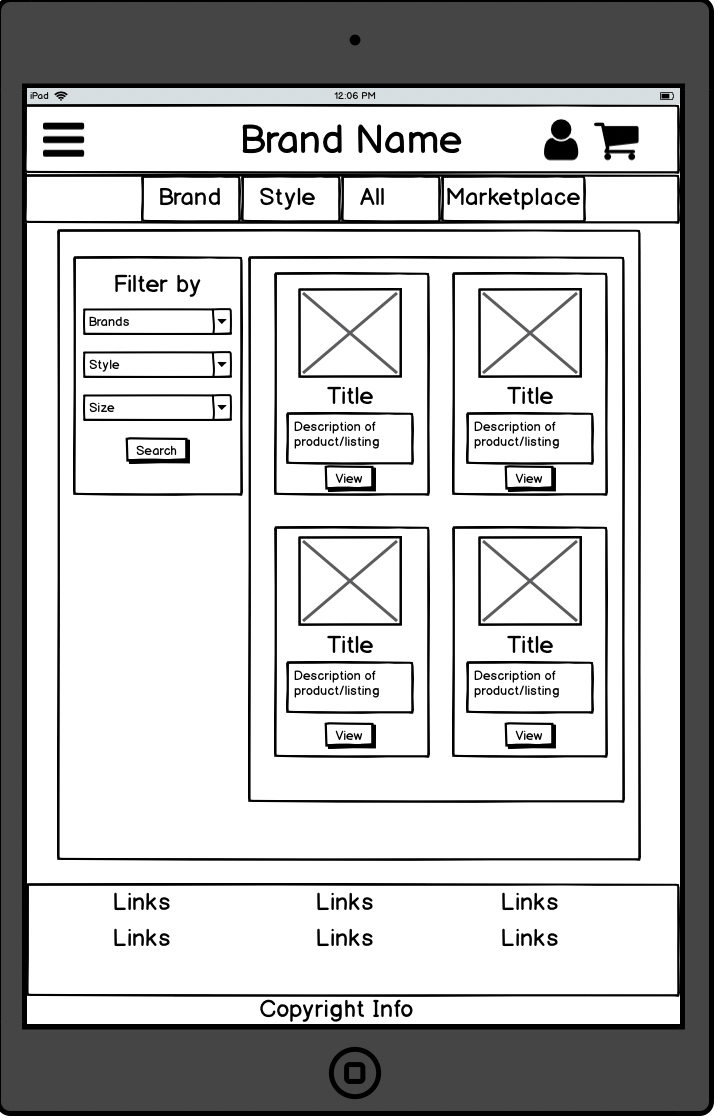 iPad 12:06 PM
Brand Name
Brand Style All Marketplace
Filter by
Brands
Style
Size
Search
Title
Description of
product/listing
View
Title
Description of
product/listing
View
Title
Description of
product/listing
View
Title
Description of
product/listing
View
Links Links Links
Links Links Links
Copyright Info